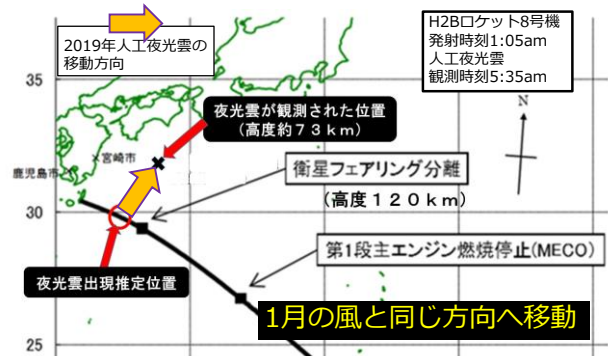 2019年人工夜光雲の
移動方向
H2Bロケット8号機
発射時刻1:05am
人工夜光雲
観測時刻5:35am
35
夜光雲が観測された位置
（高度約７３ｋｍ）
N
宮崎市
鹿児島市
衛星フェアリング分離
（高度１２０ｋｍ）
30
第1段主エンジン燃焼停止(MECO)
夜光雲出現推定位置
1月の風と同じ方向へ移動
25